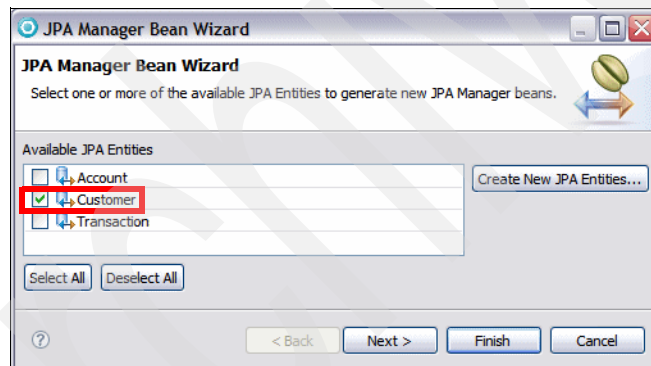 JPA Manager Bean Wizard
JPA Manager Bean Wizard
Select one or more of the available JPA Entities to generate new JPA Manager beans.
Available JPA Entities
Account
Create New JPA Entities...
Customer
Transaction
Select All Deselect All
? < Back Next > Finish Cancel